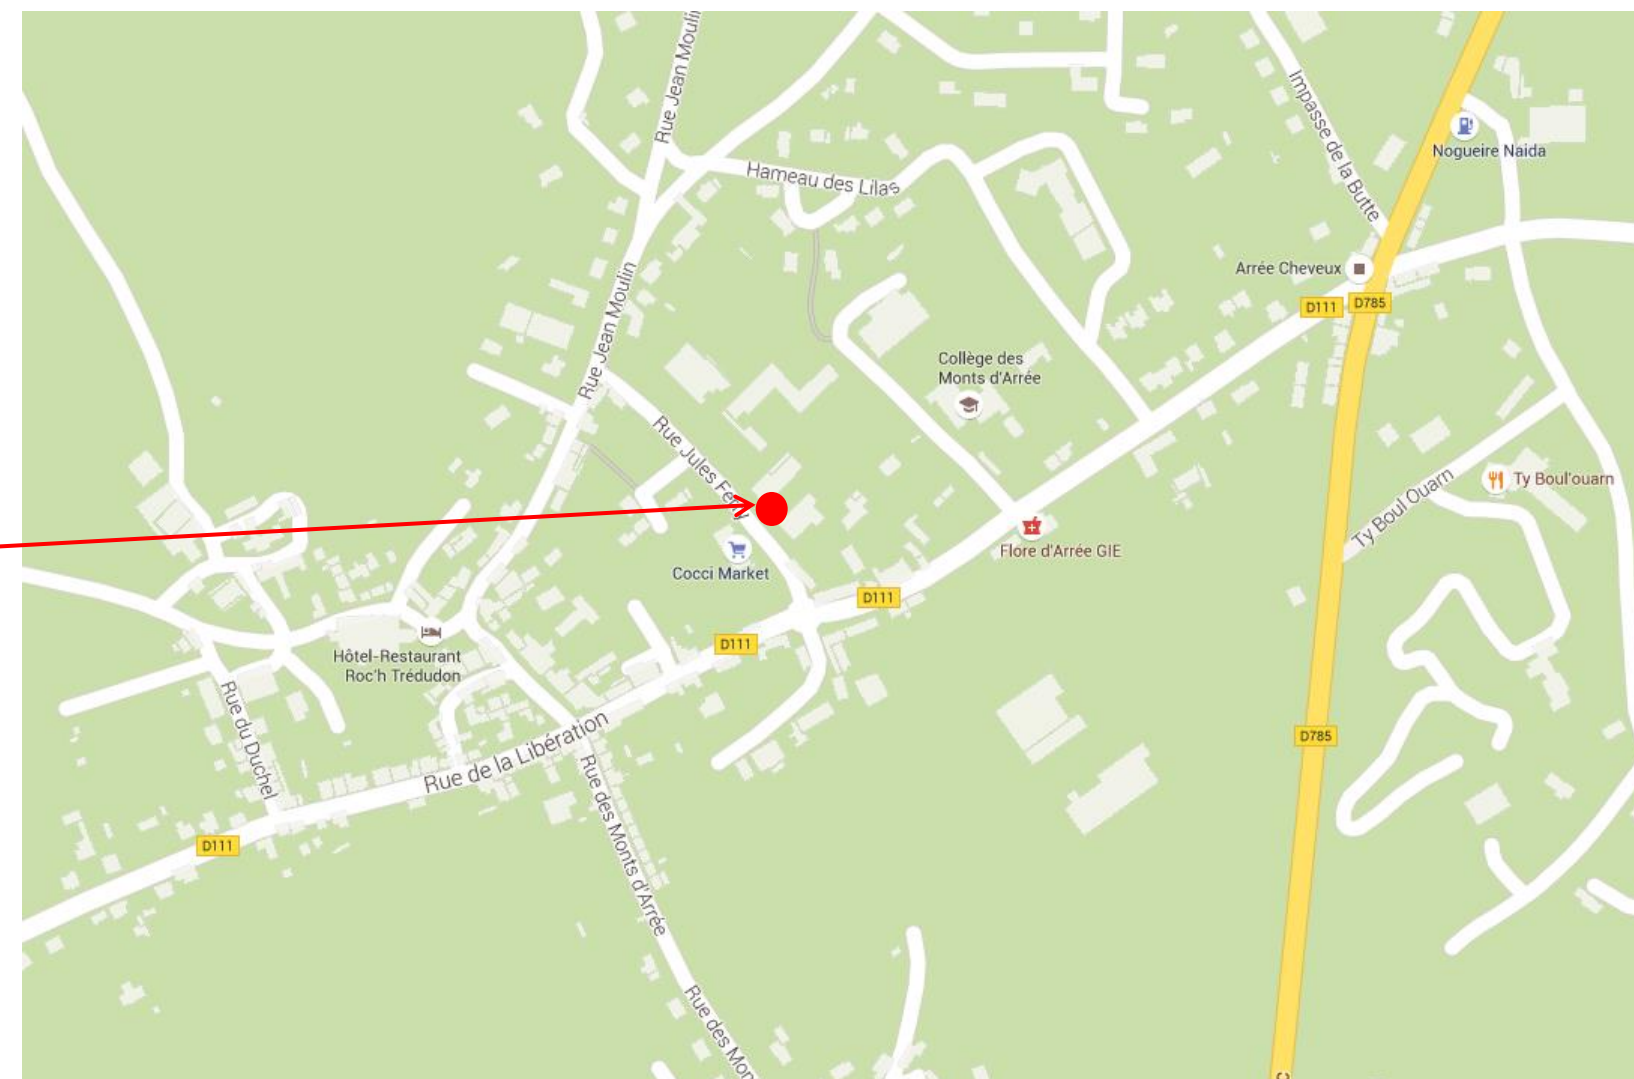 Rue Jean Moulin
Impasse de la Butte
Nogueire Naida
Hameau des Lilas
Arrée Cheveux
D111
D785
Rue Jean Moulin
Collège des
Monts d'Arrée
Rue Jules Ferry
Ty Boul'ouarn
Ty Boul Ouarn
Flore d'Arrée GIE
Cocci Market
D111
D111
Hôtel-Restaurant
Roc'h Trédudon
Rue du Duchel
Rue de la Libération
D785
Rue des Monts d'Arrée
D111
Rue des Mon